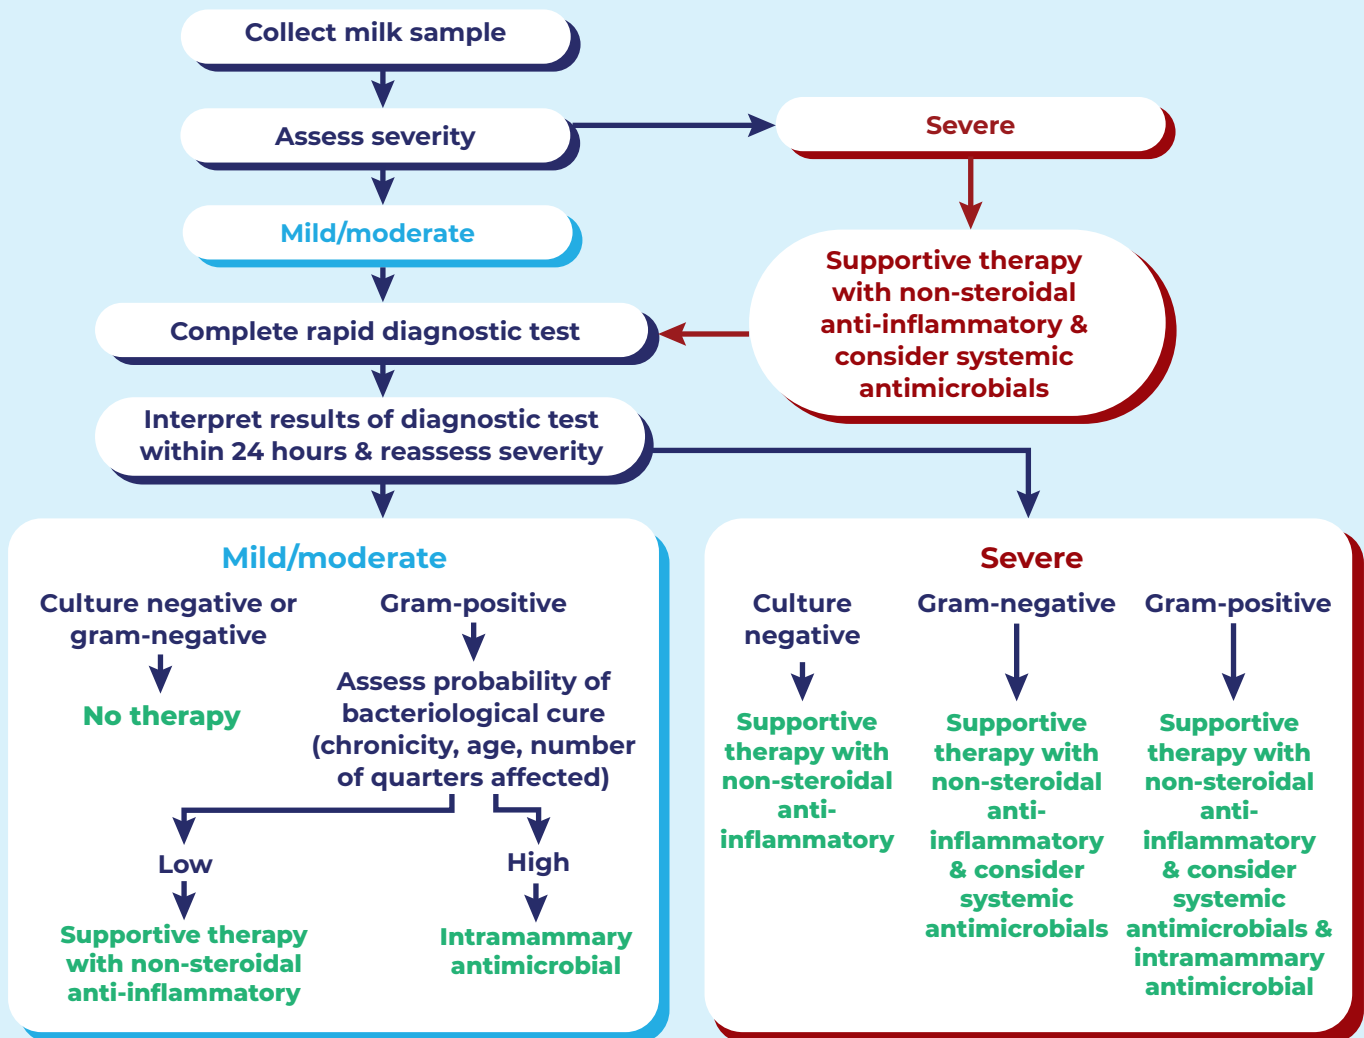 Collect milk sample
Assess severity
Severe
Mild/moderate
Supportive therapy
with non-steroidal
anti-inflammatory &
consider systemic
antimicrobials
Complete rapid diagnostic test
Interpret results of diagnostic test
within 24 hours & reassess severity
Mild/moderate
Culture negative or
gram-negative
No therapy
Gram-positive
Assess probability of
bacteriological cure
(chronicity, age, number
of quarters affected)
Low
Supportive therapy
with non-steroidal
anti-inflammatory
High
Intramammary
antimicrobial
Severe
Culture
negative
Supportive
therapy with
non-steroidal
anti-
inflammatory
Gram-negative
Supportive
therapy with
non-steroidal
anti-
inflammatory
& consider
systemic
antimicrobials
Gram-positive
Supportive
therapy with
non-steroidal
anti-
inflammatory
& consider
systemic
antimicrobials &
intramammary
antimicrobial